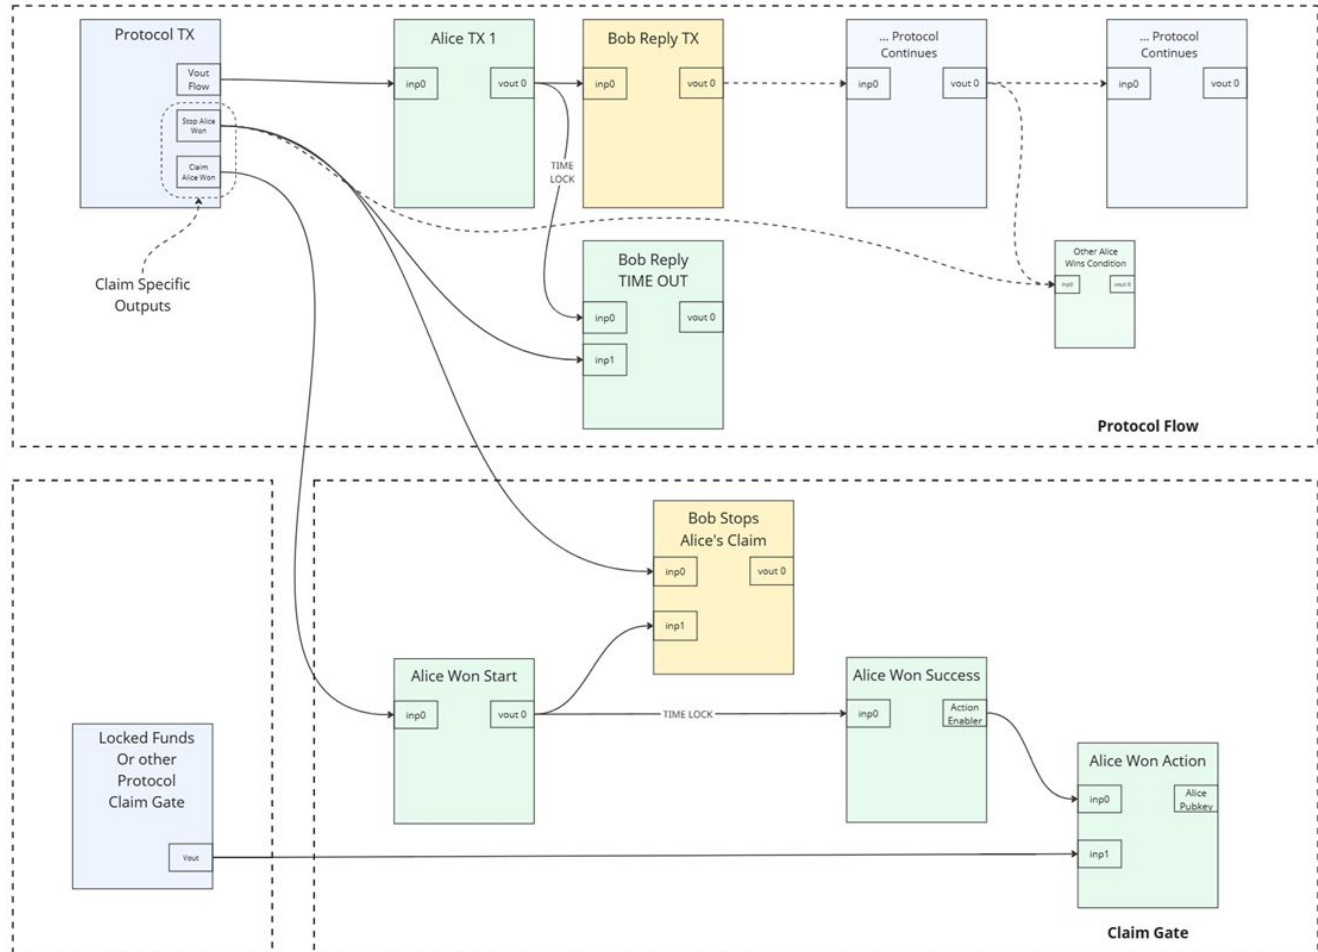 Protocol TX
Vout
Flow
Stop Alice
Won
Claim
Alice Won
Claim Specific
Outputs
Alice TX 1
inp0
vout 0
Bob Reply TX
inp0
vout 0
TIME
LOCK
Bob Reply
TIME OUT
inp0
vout 0
inp1
... Protocol
Continues
inp0
vout 0
... Protocol
Continues
inp0
vout 0
Other Alice
Wins Condition
inp0
vout 0
Protocol Flow
Bob Stops
Alice's Claim
inp0
vout 0
inp1
Alice Won Start
inp0
vout 0
TIME LOCK
Alice Won Success
inp0
Action
Enabler
Locked Funds
Or other
Protocol
Claim Gate
Vout
Alice Won Action
inp0
Alice
Pubkey
inp1
Claim Gate